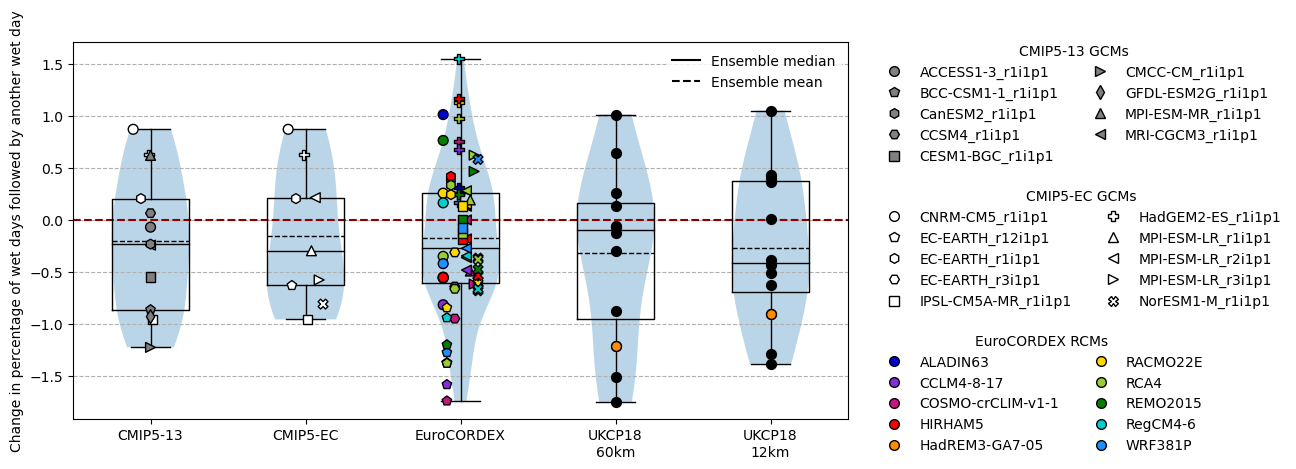 Change in percentage of wet days followed by another wet day
1.5
1.0
0.5
0.0
−0.5
−1.0
−1.5
Ensemble median
Ensemble mean
CMIP5-13
CMIP5-EC
EuroCORDEX
UKCP18
60km
UKCP18
12km
CMIP5-13 GCMs
ACCESS1-3_r1i1p1
BCC-CSM1-1_r1i1p1
CanESM2_r1i1p1
CCSM4_r1i1p1
CESM1-BGC_r1i1p1
CMCC-CM_r1i1p1
GFDL-ESM2G_r1i1p1
MPI-ESM-MR_r1i1p1
MRI-CGCM3_r1i1p1
CMIP5-EC GCMs
CNRM-CM5_r1i1p1
EC-EARTH_r12i1p1
EC-EARTH_r1i1p1
EC-EARTH_r3i1p1
IPSL-CM5A-MR_r1i1p1
HadGEM2-ES_r1i1p1
MPI-ESM-LR_r1i1p1
MPI-ESM-LR_r2i1p1
MPI-ESM-LR_r3i1p1
NorESM1-M_r1i1p1
EuroCORDEX RCMs
ALADIN63
CCLM4-8-17
COSMO-crCLIM-v1-1
HIRHAM5
HadREM3-GA7-05
RACMO22E
RCA4
REMO2015
RegCM4-6
WRF381P